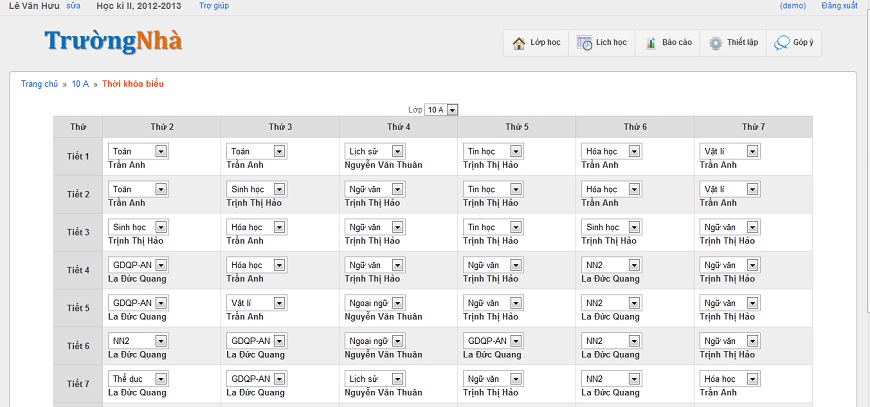 Lê Văn Hưu sửa Học kì II, 2012-2013 Trợ giúp (demo) Đăng xuất
TrườngNhà
Lớp học Lịch học Báo cáo Thiết lập Góp ý
Trang chủ » 10 A » Thời khóa biểu
Lớp 10 A
Thứ Thứ 2 Thứ 3 Thứ 4 Thứ 5 Thứ 6 Thứ 7
Tiết 1 Toán Toán Lịch sử Tin học Hóa học Vật lí
Trần Anh Trần Anh Nguyễn Văn Thuân Trịnh Thị Hảo Trần Anh Trần Anh
Tiết 2 Toán Sinh học Ngữ văn Tin học Hóa học Vật lí
Trần Anh Trịnh Thị Hảo Trịnh Thị Hảo Trịnh Thị Hảo Trần Anh Trần Anh
Tiết 3 Sinh học Hóa học Ngữ văn Tin học Sinh học Ngữ văn
Trịnh Thị Hảo Trần Anh Trịnh Thị Hảo Trịnh Thị Hảo Trịnh Thị Hảo Trịnh Thị Hảo
Tiết 4 GDQP-AN Hóa học Ngữ văn Ngữ văn NN2 Ngữ văn
La Đức Quang Trần Anh Trịnh Thị Hảo Trịnh Thị Hảo La Đức Quang Trịnh Thị Hảo
Tiết 5 GDQP-AN Vật lí Ngoại ngữ Ngữ văn NN2 Ngữ văn
La Đức Quang Trần Anh Nguyễn Văn Thuân Trịnh Thị Hảo La Đức Quang Trịnh Thị Hảo
Tiết 6 NN2 GDQP-AN Ngoại ngữ GDQP-AN NN2 Ngữ văn
La Đức Quang La Đức Quang Nguyễn Văn Thuân La Đức Quang La Đức Quang Trịnh Thị Hảo
Tiết 7 Thể dục GDQP-AN Lịch sử Ngữ văn NN2 Hóa học
La Đức Quang La Đức Quang Nguyễn Văn Thuân Trịnh Thị Hảo La Đức Quang Trần Anh